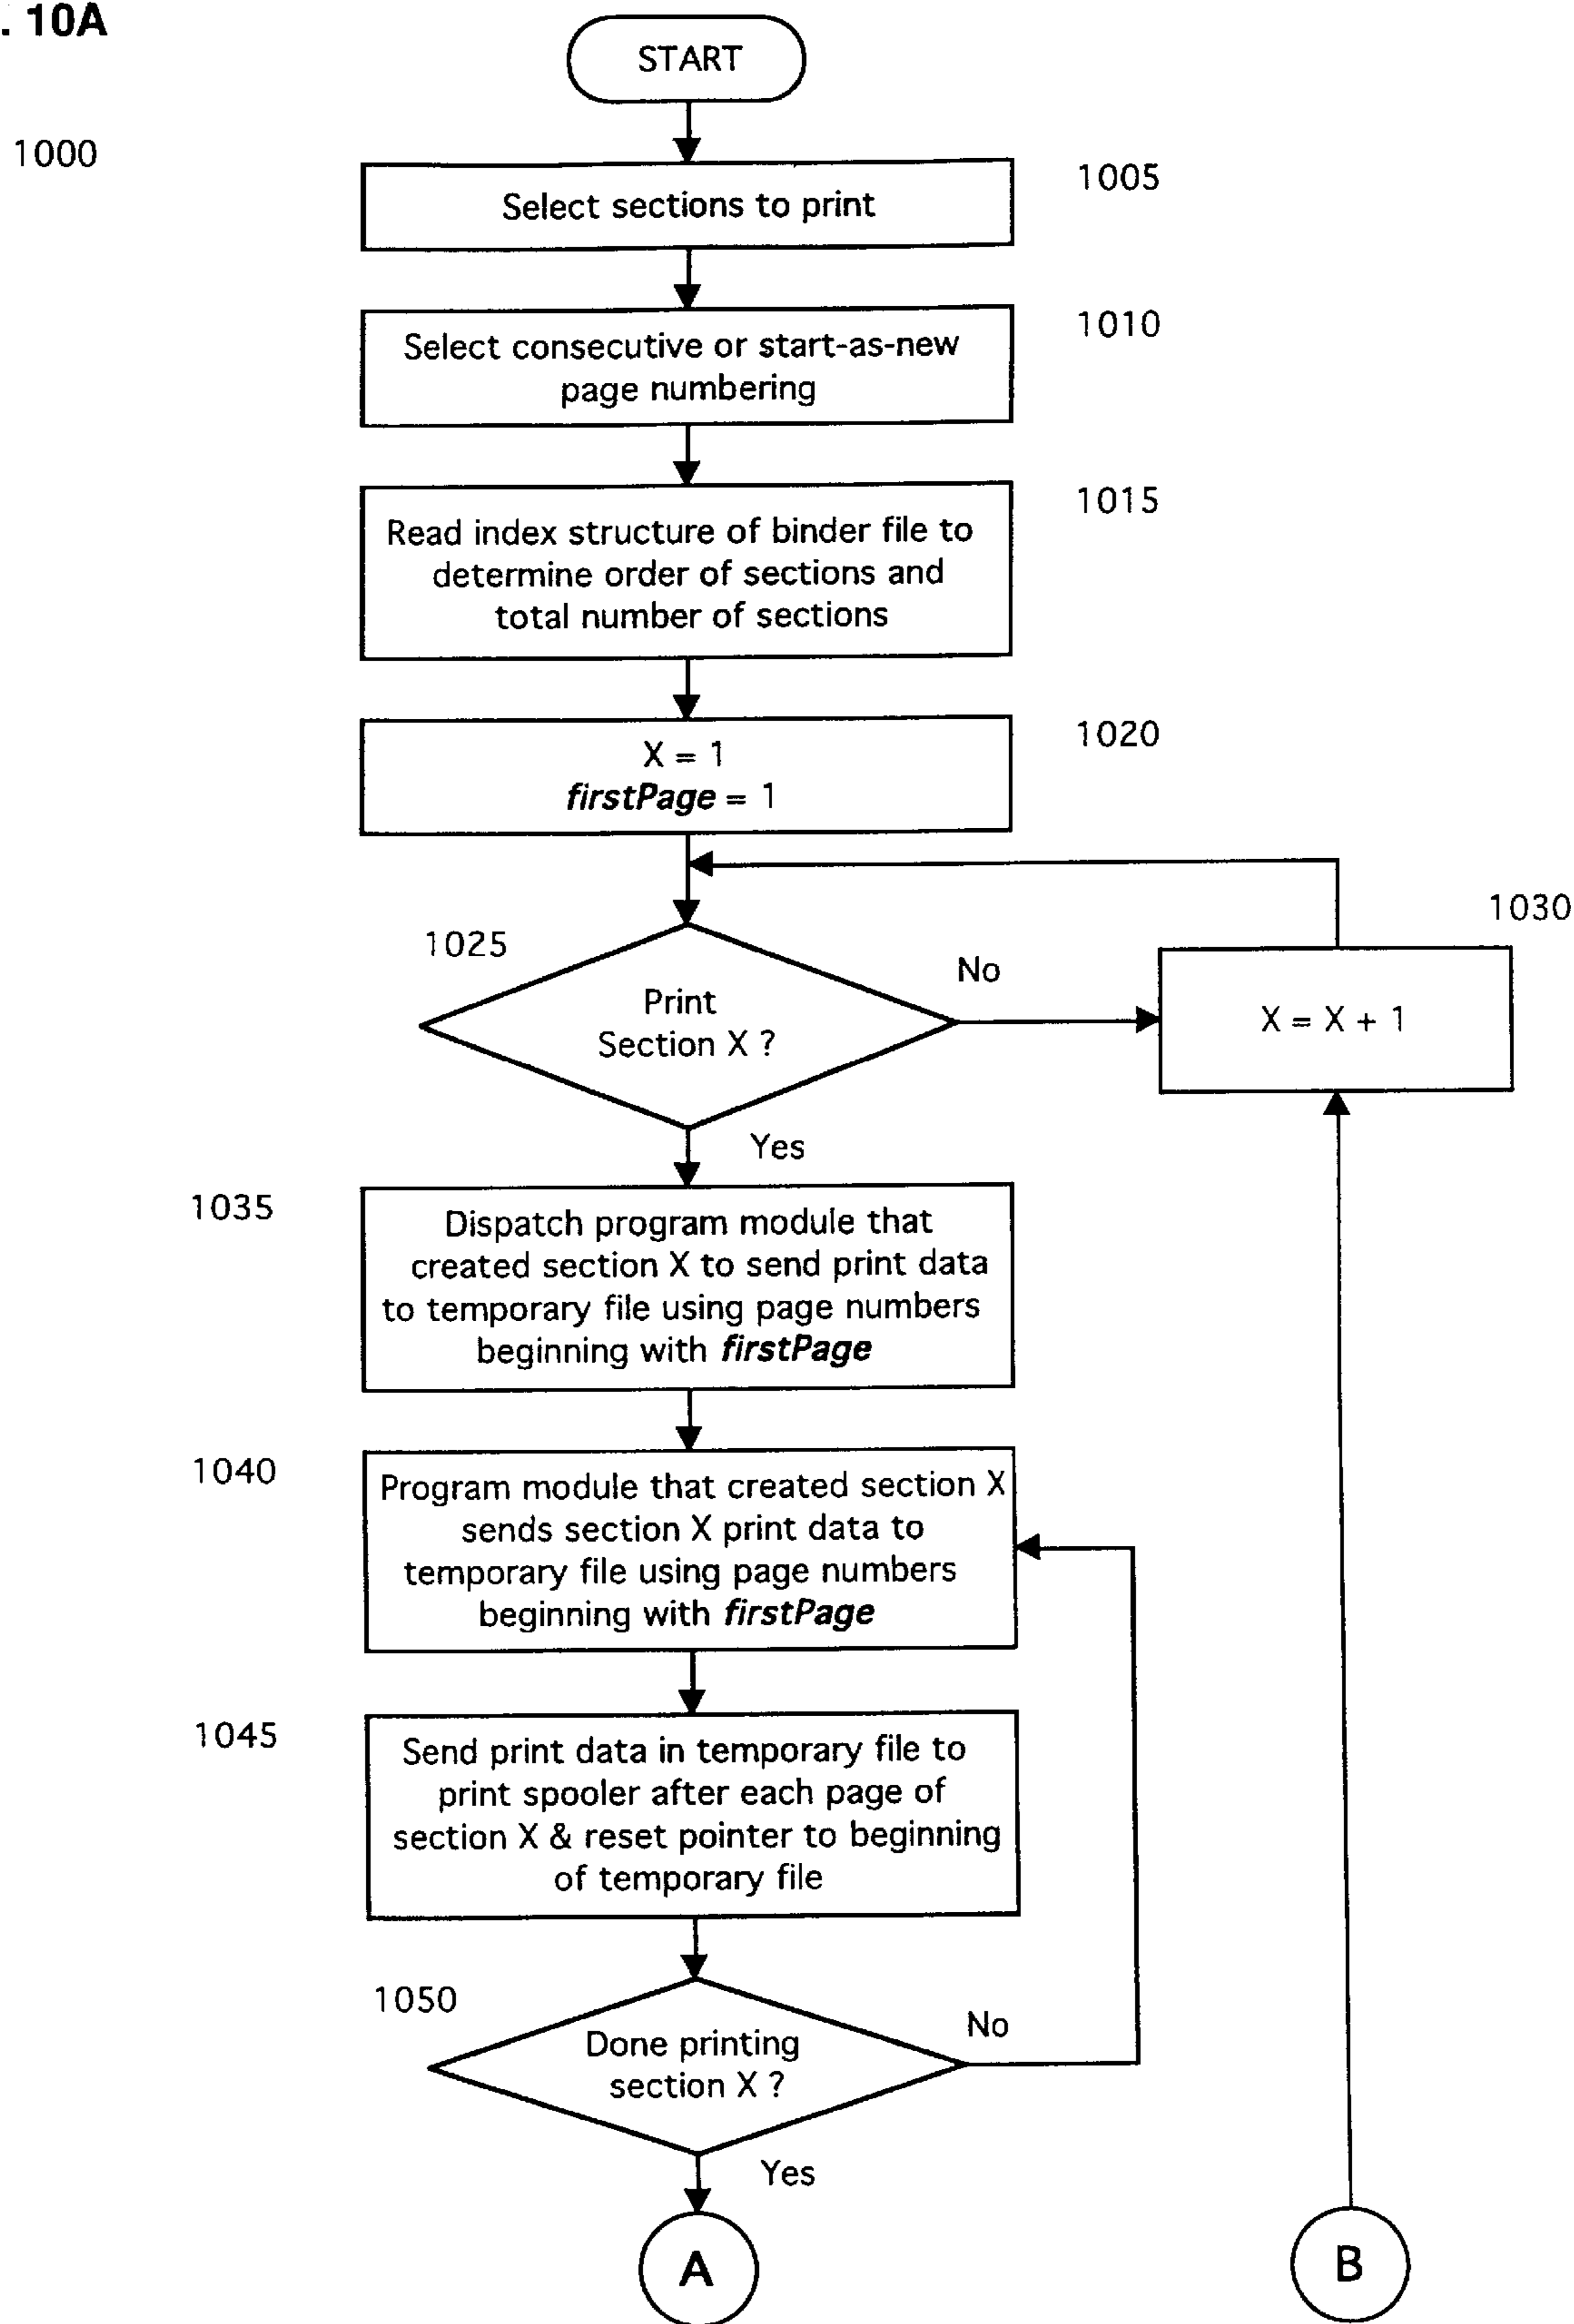 . 10A
START
1000
1005
Select sections to print
1010
Select consecutive or start-as-new
page numbering
1015
Read index structure of binder file to
determine order of sections and
total number of sections
1020
X = 1
firstPage = 1
1030
1025
No
Print
Section X ?
X = X + 1
Yes
1035
Dispatch program module that
created section X to send print data
to temporary file using page numbers
beginning with firstPage
1040
Program module that created section X
sends section X print data to
temporary file using page numbers
beginning with firstPage
1045
Send print data in temporary file to
print spooler after each page of
section X & reset pointer to beginning
of temporary file
1050
No
Done printing
section X ?
Yes
A
B